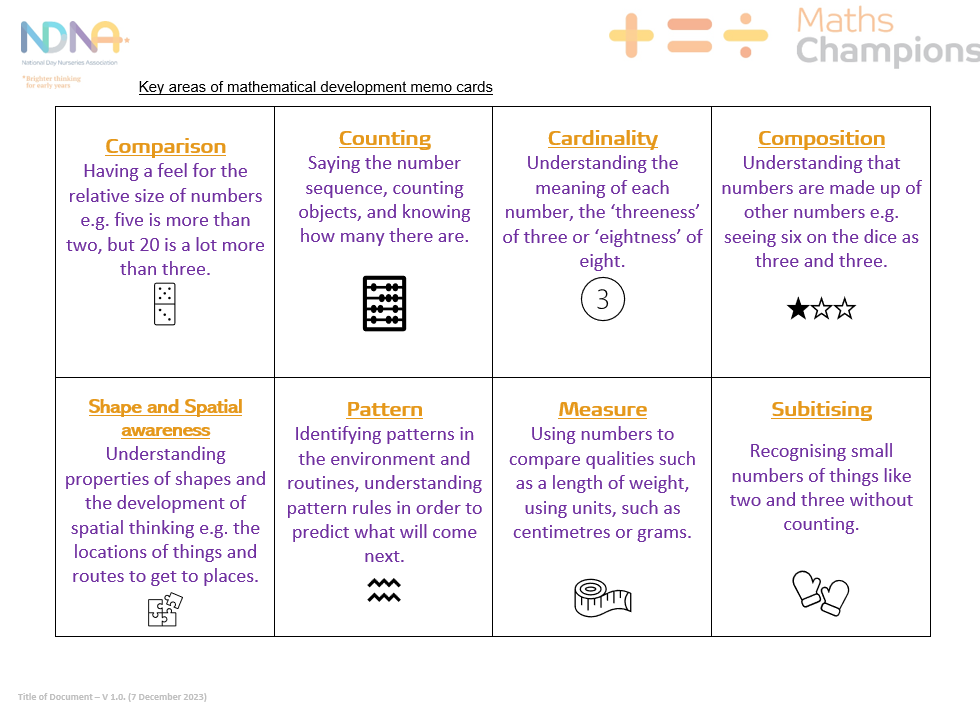 NDNA
National Day Nurseries Association
*Brighter thinking
for early years
Maths
Champions
Key areas of mathematical development memo cards
Comparison
Having a feel for the
relative size of numbers
e.g. five is more than
two, but 20 is a lot more
than three.
Counting
Saying the number
sequence, counting
objects, and knowing
how many there are.
Cardinality
Understanding the
meaning of each
number, the ‘threeness’
of three or ‘eightness’ of
eight.
3
Composition
Understanding that
numbers are made up of
other numbers e.g.
seeing six on the dice as
three and three.
Shape and Spatial
awareness
Understanding
properties of shapes and
the development of
spatial thinking e.g. the
locations of things and
routes to get to places.
Pattern
Identifying patterns in
the environment and
routines, understanding
pattern rules in order to
predict what will come
next.
Measure
Using numbers to
compare qualities such
as a length of weight,
using units, such as
centimetres or grams.
Subitising
Recognising small
numbers of things like
two and three without
counting.
Title of Document – V 1.0. (7 December 2023)